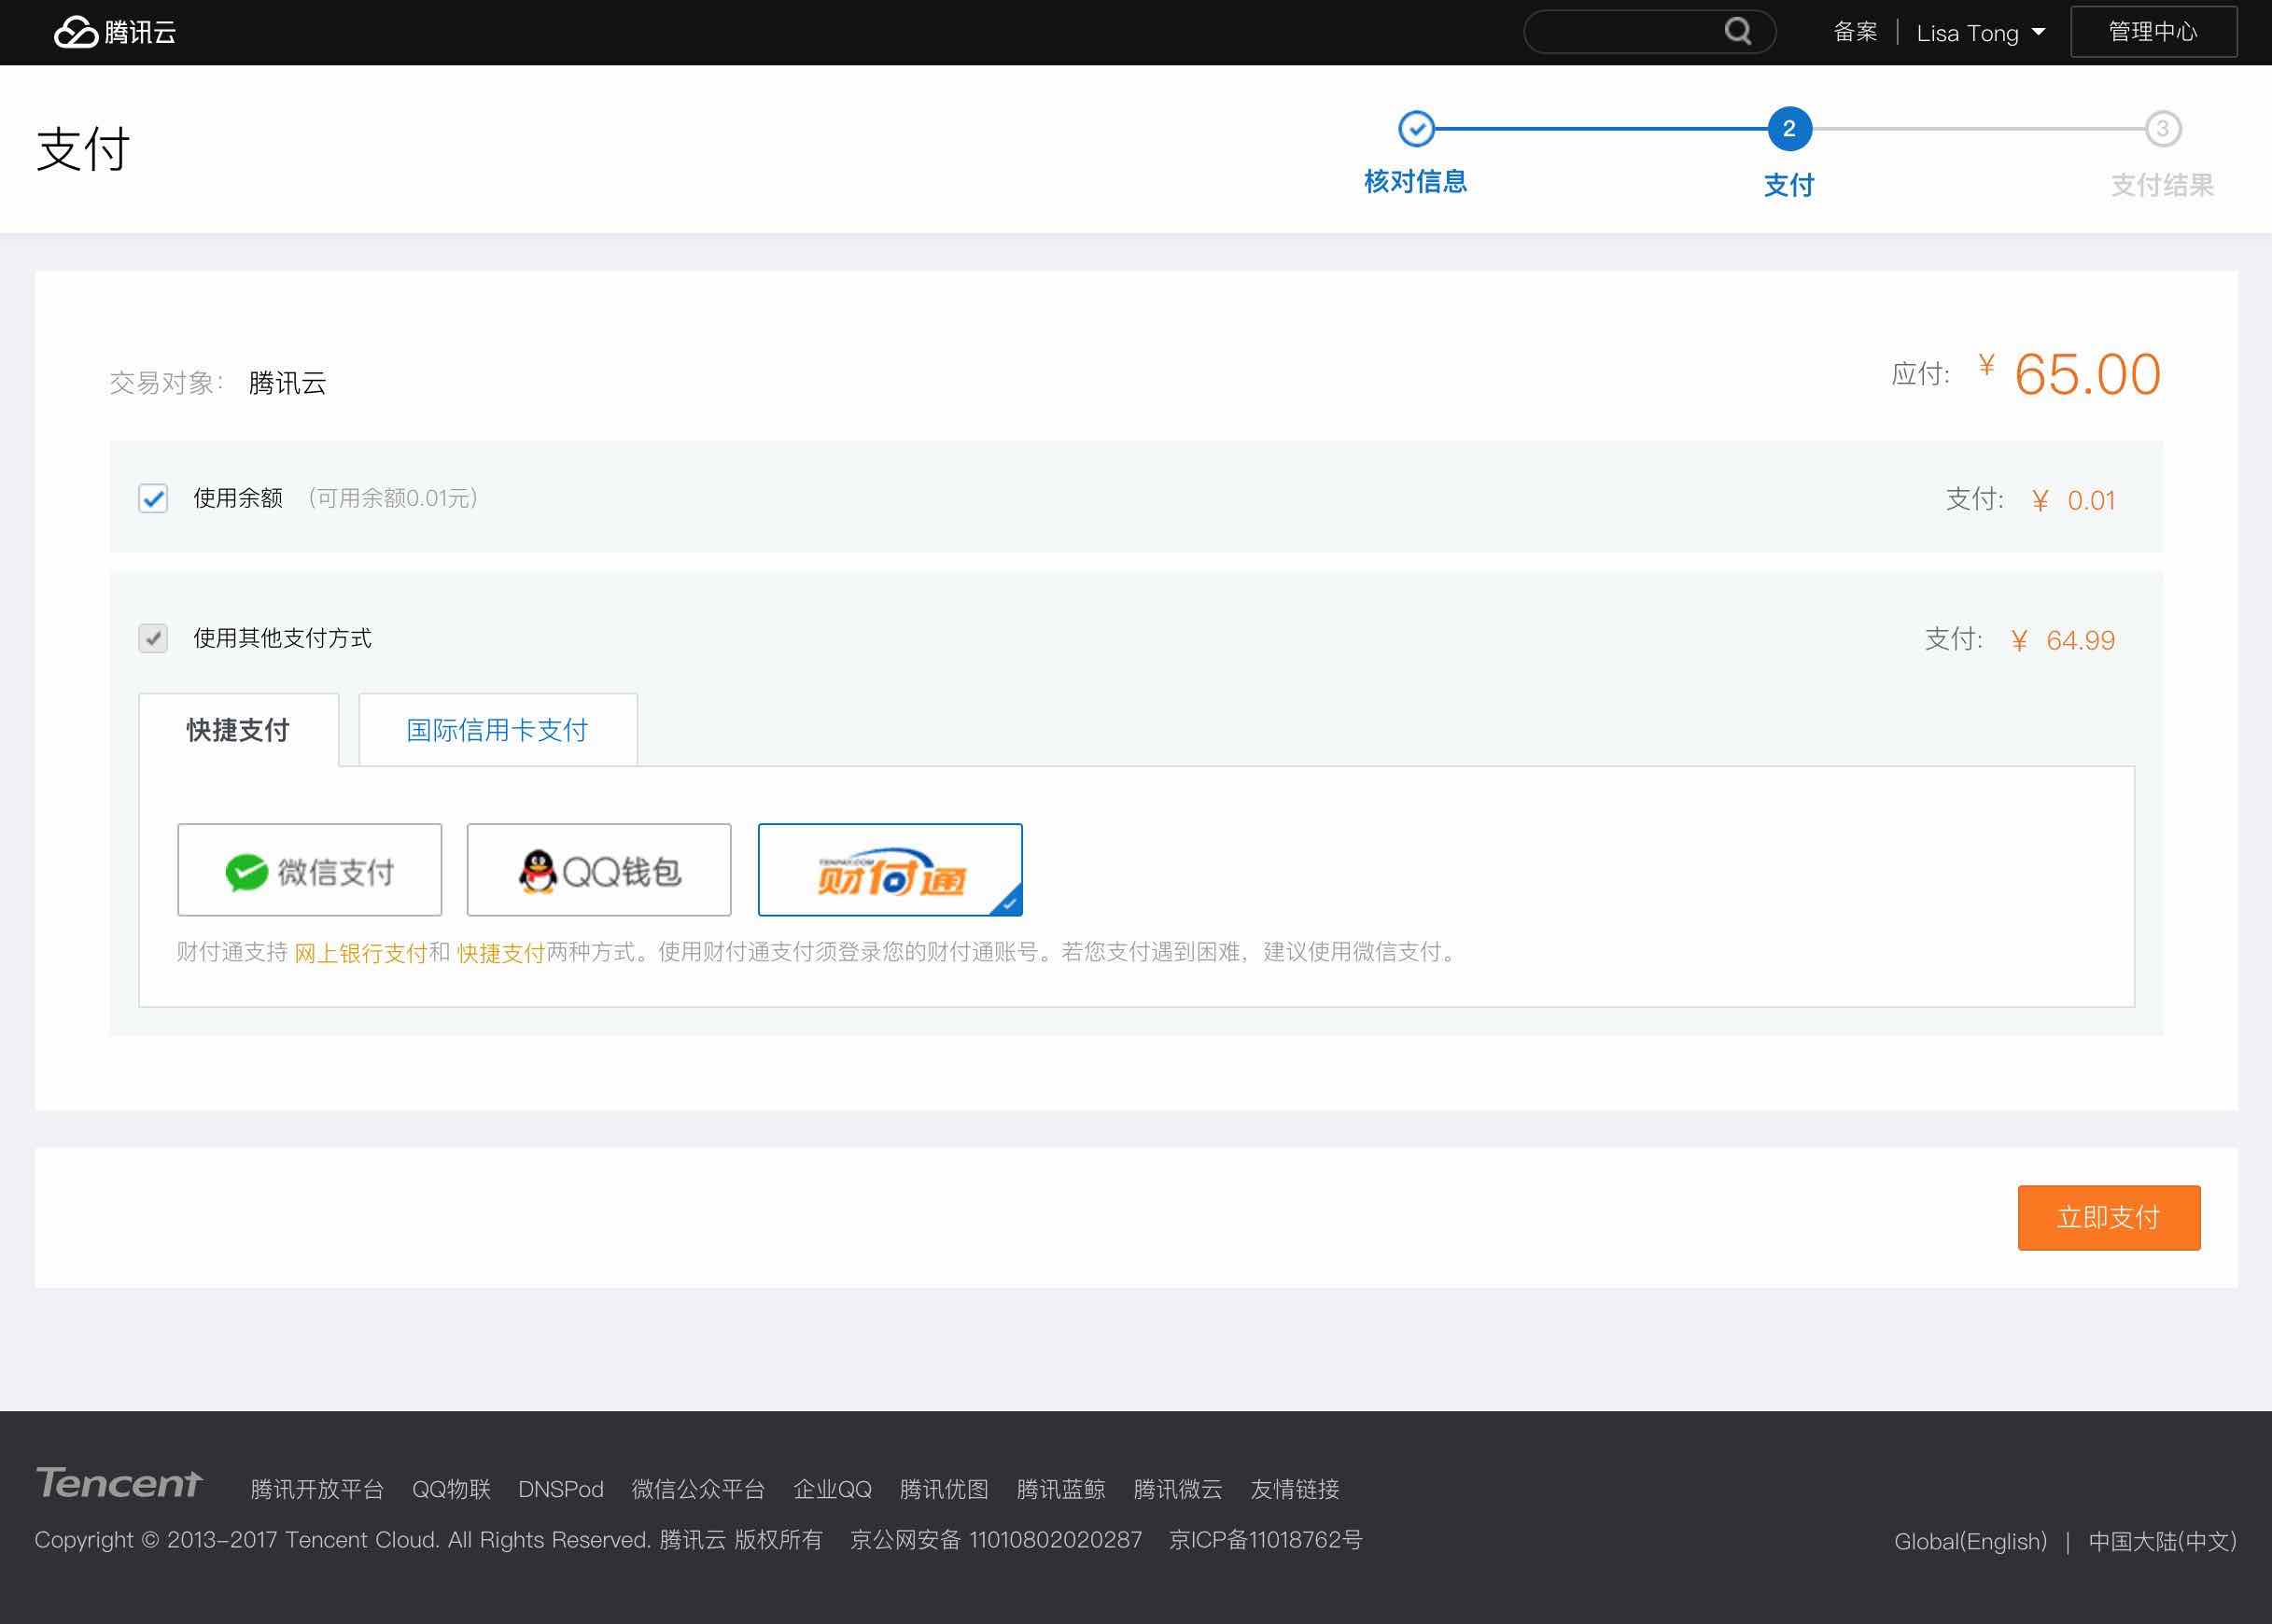 腾讯云
备案 Lisa Tong 管理中心
支付
2 3
核对信息 支付 支付结果
交易对象： 腾讯云 应付: ¥ 65.00
使用余额 （可用余额0.01元） 支付: ¥ 0.01
使用其他支付方式 支付: ¥ 64.99
快捷支付 国际信用卡支付
微信支付 QQ钱包 TENPAY.COM 财付通
财付通支持 网上银行支付和 快捷支付两种方式。使用财付通支付须登录您的财付通账号。若您支付遇到困难，建议使用微信支付。
立即支付
Tencent 腾讯开放平台 QQ物联 DNSPod 微信公众平台 企业QQ 腾讯优图 腾讯蓝鲸 腾讯微云 友情链接
Copyright © 2013-2017 Tencent Cloud. All Rights Reserved. 腾讯云 版权所有 京公网安备 11010802020287 京ICP备11018762号 Global(English) | 中国大陆(中文)